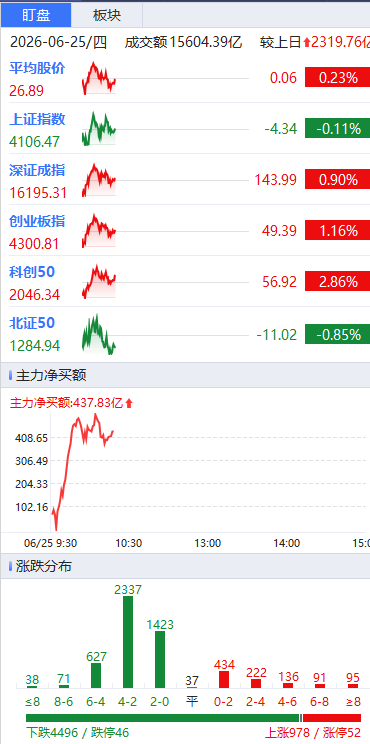 盯盘 板块
2026-06-25/四 成交额15604.39亿 较上日2319.76亿
平均股价
26.89 0.06 0.23%
上证指数
4106.47 -4.34 -0.11%
深证成指
16195.31 143.99 0.90%
创业板指
4300.81 49.39 1.16%
科创50
2046.34 56.92 2.86%
北证50
1284.94 -11.02 -0.85%
主力净买额
主力净买额:437.83亿
408.65
306.49
204.33
102.16
06/25 9:30 10:30 13:00 14:00 15:0
涨跌分布
38 71 627 2337 1423 37 434 222 136 91 95
≤8 8-6 6-4 4-2 2-0 平 0-2 2-4 4-6 6-8 ≥8
下跌4496 / 跌停46 上涨978 / 涨停52